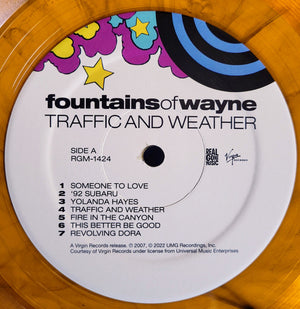 fountainsofwayne
TRAFFIC AND WEATHER
SIDE A
RGM-1424
REAL
GONE
MUSIC
Virgin
1 SOMEONE TO LOVE
2 '92 SUBARU
3 YOLANDA HAYES
4 TRAFFIC AND WEATHER
5 FIRE IN THE CANYON
6 THIS BETTER BE GOOD
7 REVOLVING DORA
A Virgin Records release, ℗ 2007, © 2022 UMG Recordings, Inc.
Courtesy of Virgin Records under license from Universal Music Enterprises